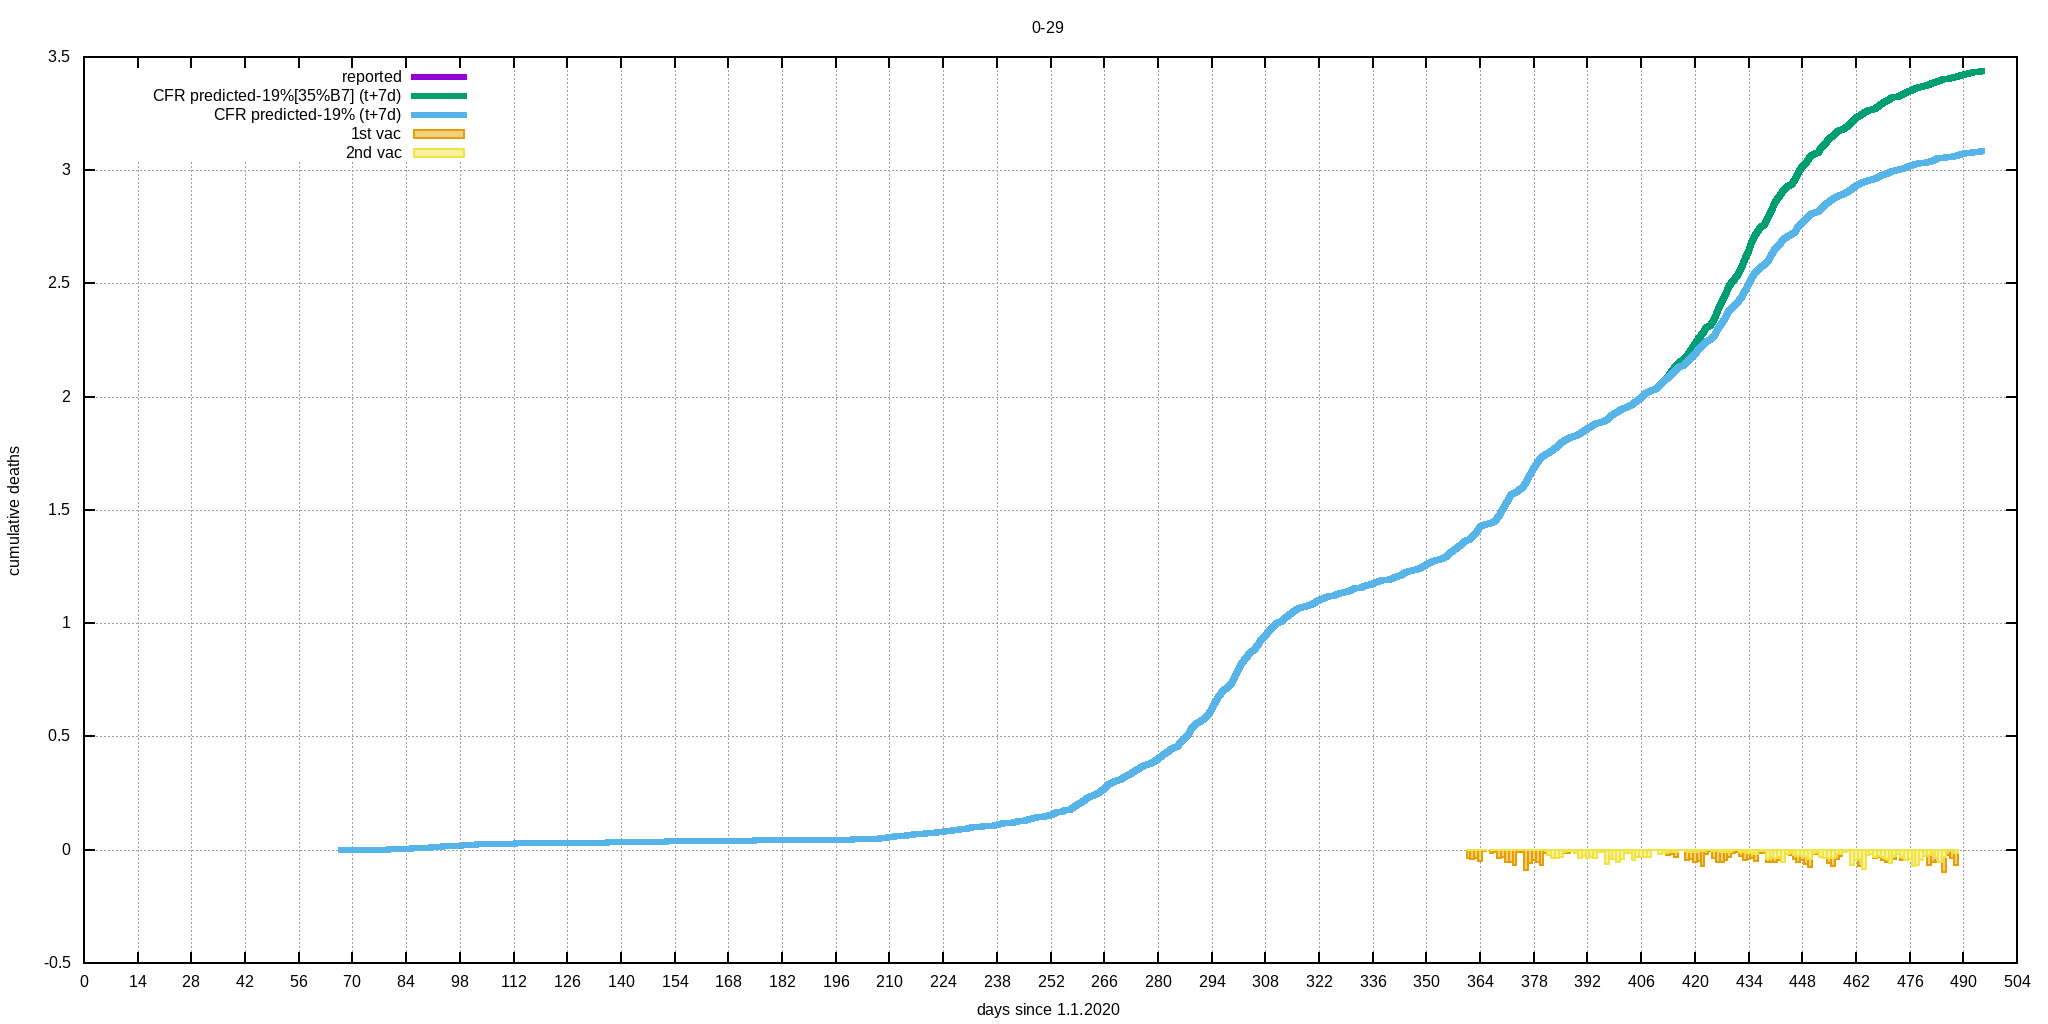 0-29
reported
CFR predicted-19%[35%B7] (t+7d)
CFR predicted-19% (t+7d)
1st vac
2nd vac
3.5
3
2.5
2
1.5
1
0.5
0
-0.5
cumulative deaths
0 14 28 42 56 70 84 98 112 126 140 154 168 182 196 210 224 238 252 266 280 294 308 322 336 350 364 378 392 406 420 434 448 462 476 490 504
days since 1.1.2020